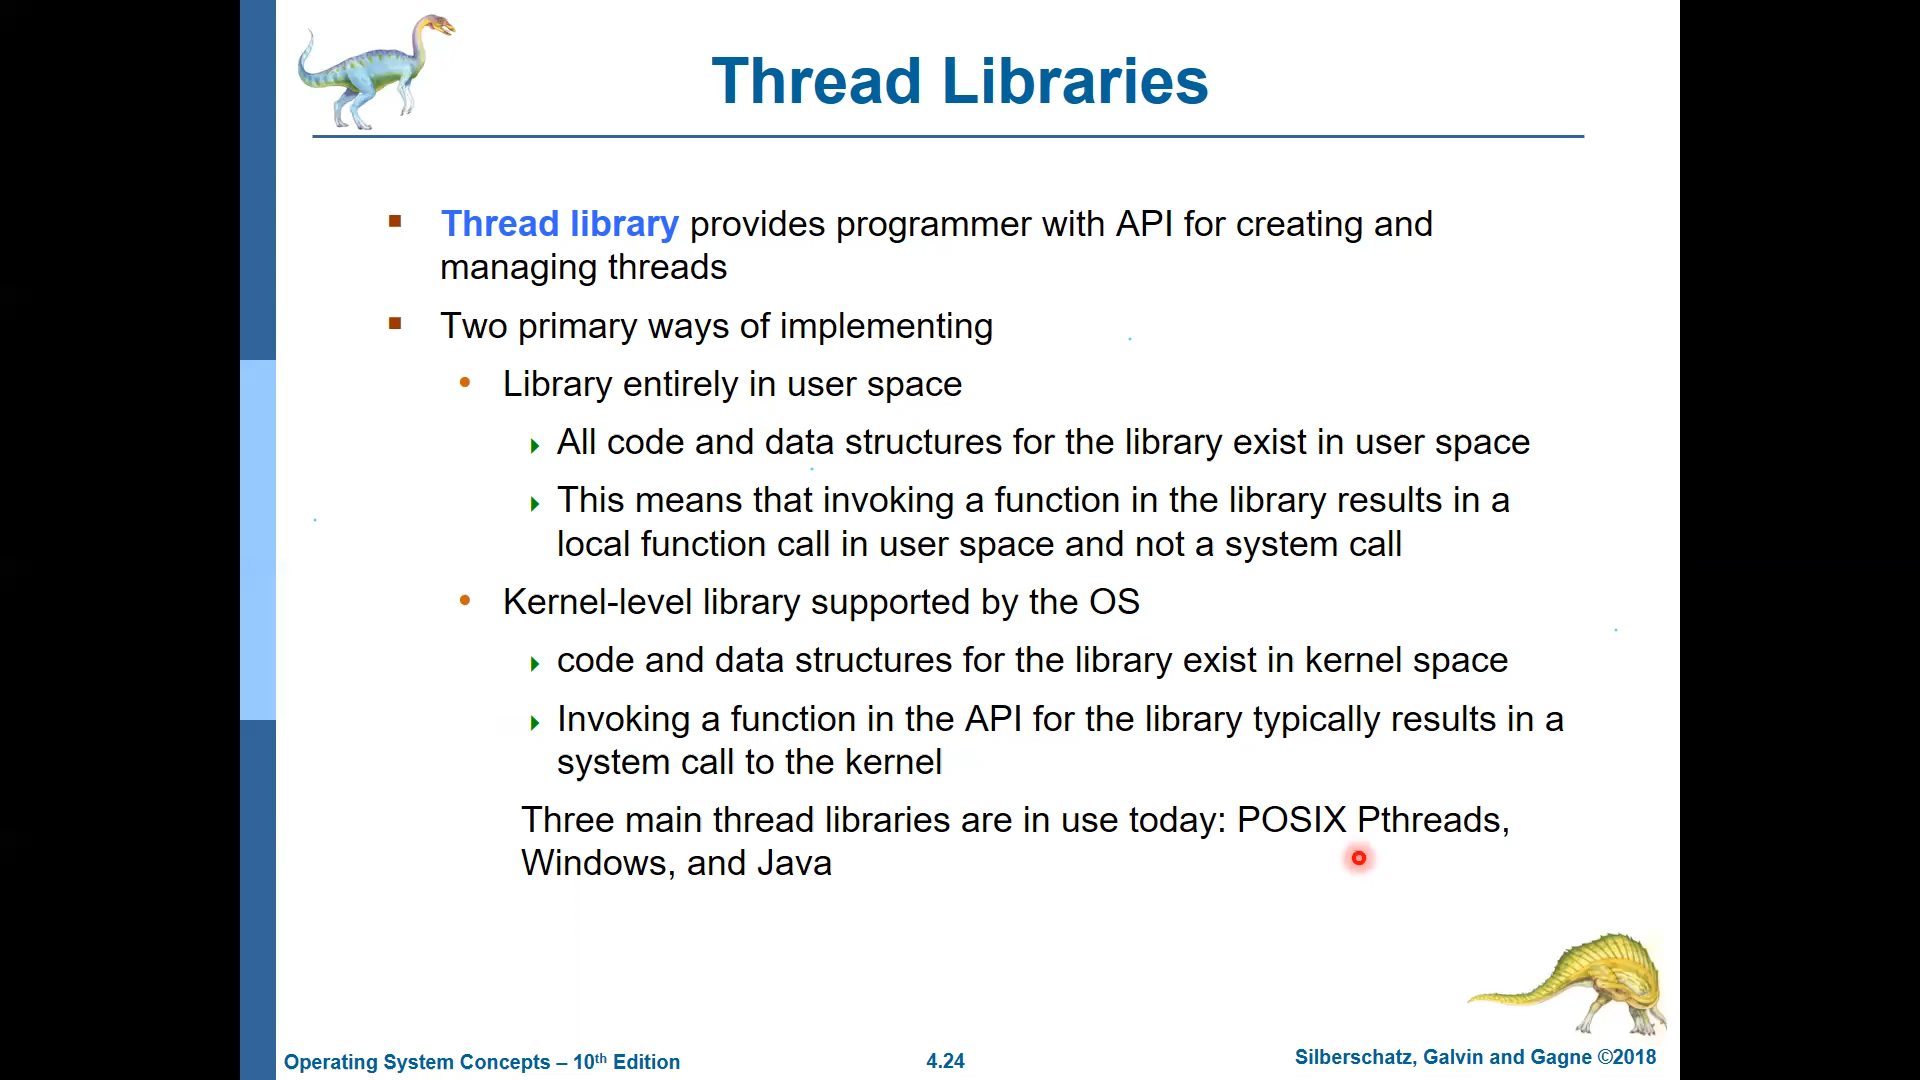 Thread Libraries
Thread library provides programmer with API for creating and
managing threads
Two primary ways of implementing
Library entirely in user space
All code and data structures for the library exist in user space
This means that invoking a function in the library results in a
local function call in user space and not a system call
Kernel-level library supported by the OS
code and data structures for the library exist in kernel space
Invoking a function in the API for the library typically results in a
system call to the kernel
Three main thread libraries are in use today: POSIX Pthreads,
Windows, and Java
Operating System Concepts – 10th Edition
4.24
Silberschatz, Galvin and Gagne ©2018